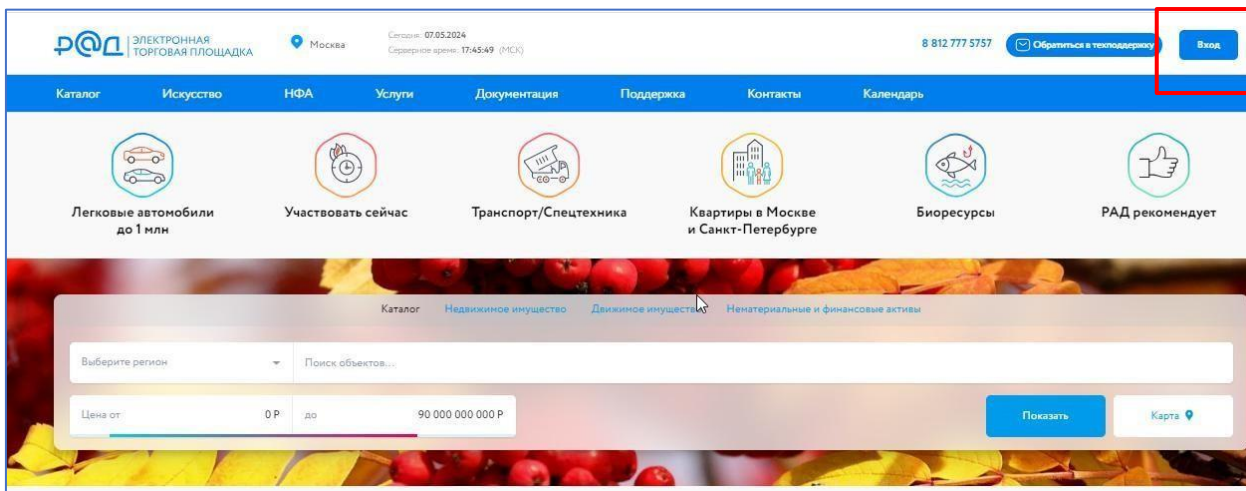 РАД
ЭЛЕКТРОННАЯ
ТОРГОВАЯ ПЛОЩАДКА
Москва
Сегодня: 07.05.2024
Серверное время: 17:45:49 (МСК)
8 812 777 5757
Обратиться в техподдержку
Вход
Каталог Искусство НФА Услуги Документация Поддержка Контакты Календарь
Легковые автомобили
до 1 млн
Участвовать сейчас
Транспорт/Спецтехника
Квартиры в Москве
и Санкт-Петербурге
Биоресурсы
РАД рекомендует
Каталог Недвижимое имущество Движимое имущество Нематериальные и финансовые активы
Выберите регион Поиск объектов...
Цена от 0 Р до 90 000 000 000 Р Показать Карта